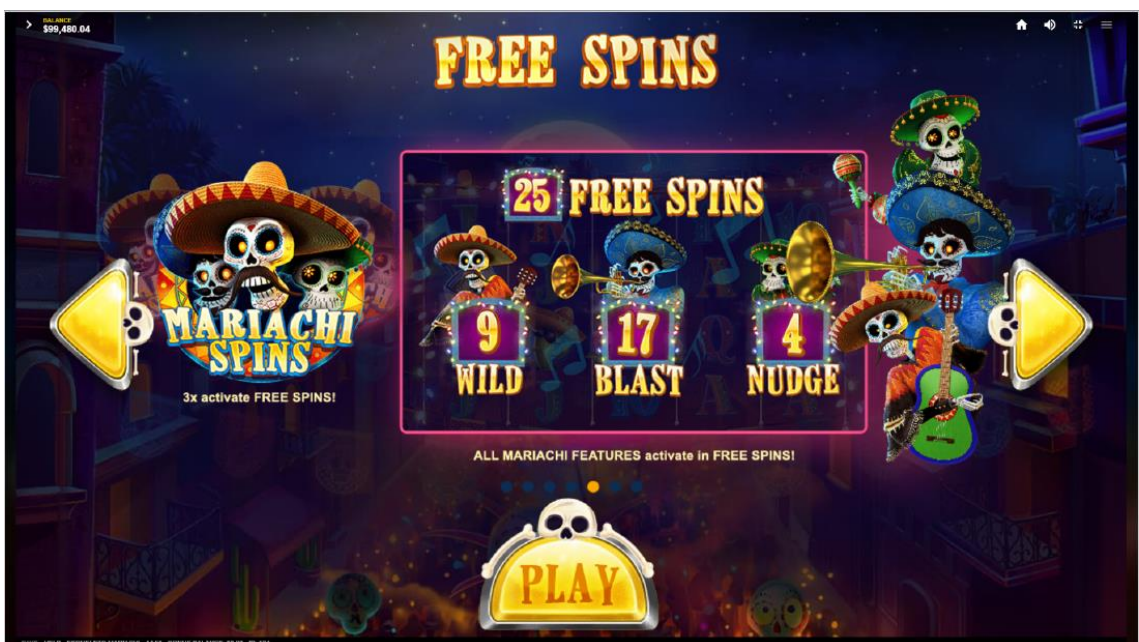 BALANCE
$99,480.04
FREE SPINS
25 FREE SPINS
9 17 4
WILD BLAST NUDGE
MARIACHI
SPINS
3x activate FREE SPINS!
ALL MARIACHI FEATURES activate in FREE SPINS!
PLAY